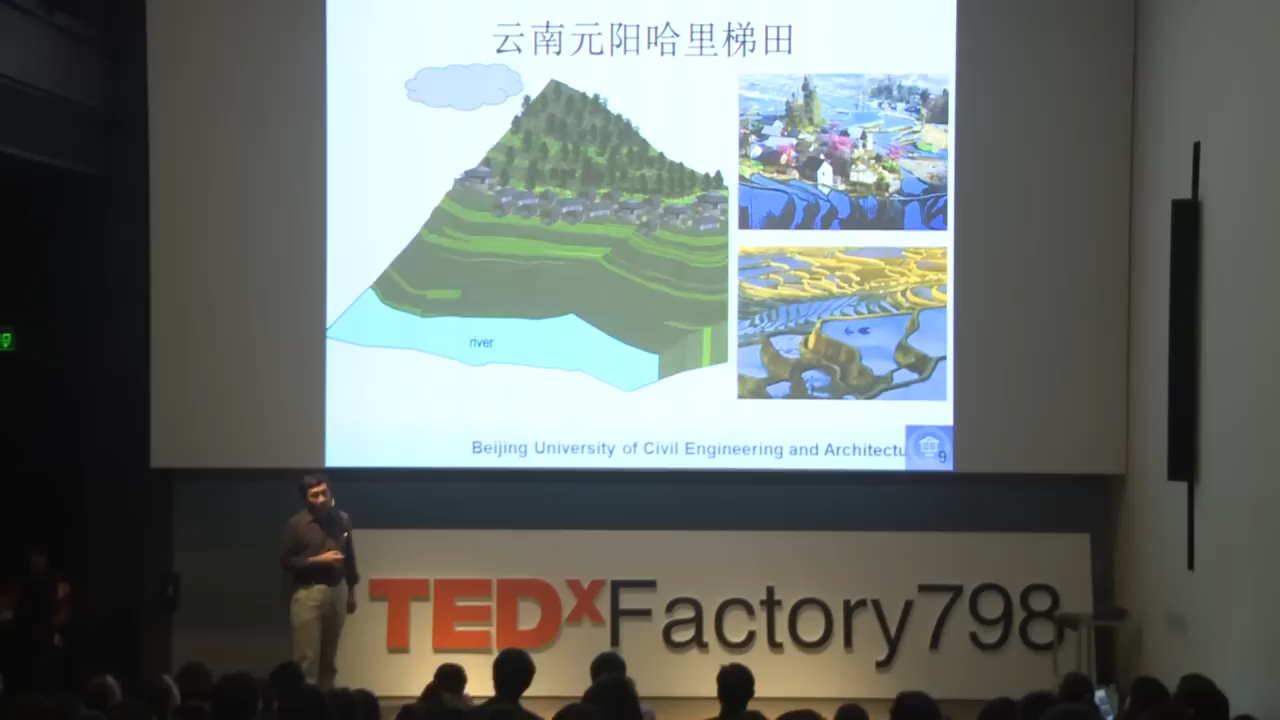 云南元阳哈里梯田
river
Beijing University of Civil Engineering and Architectu
9
TEDxFactory798